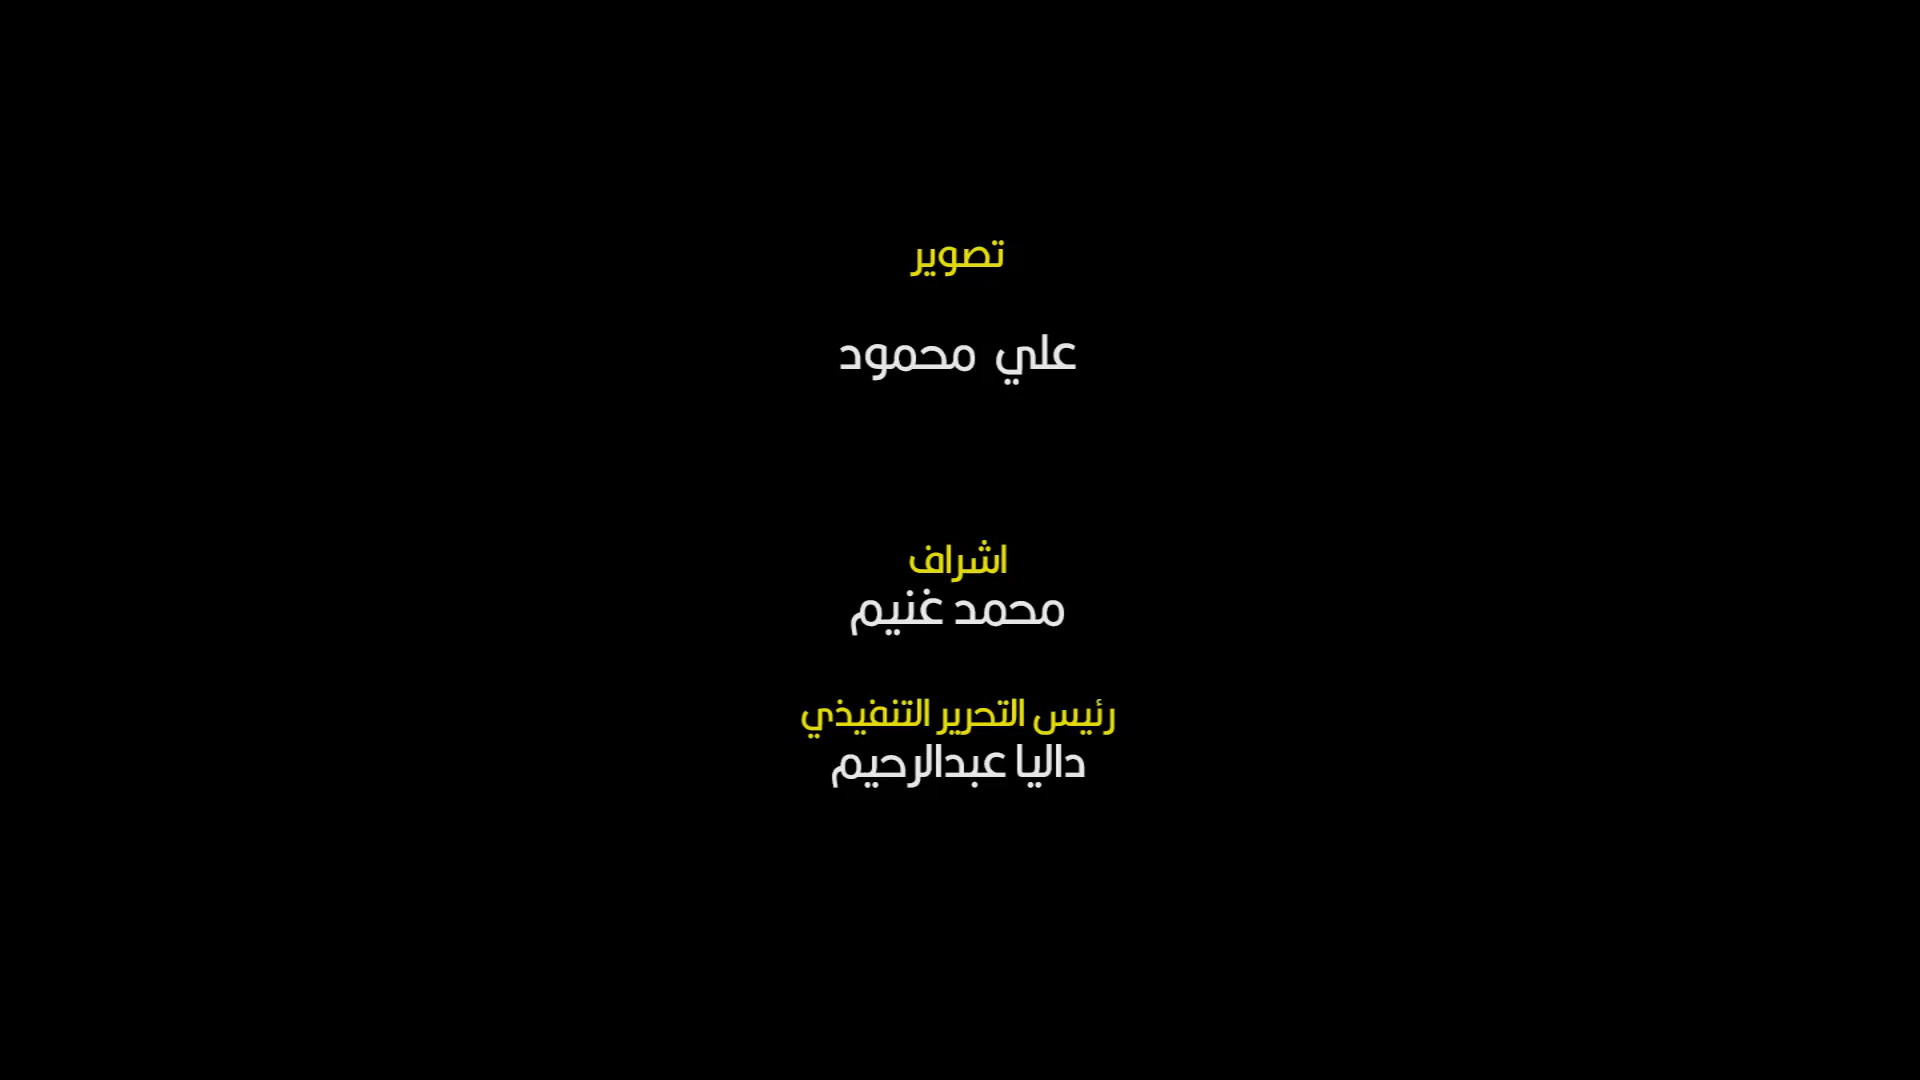 تصوير
علي محمود
اشراف
محمد غنيم
رئيس التحرير التنفيذي
داليا عبدالرحيم